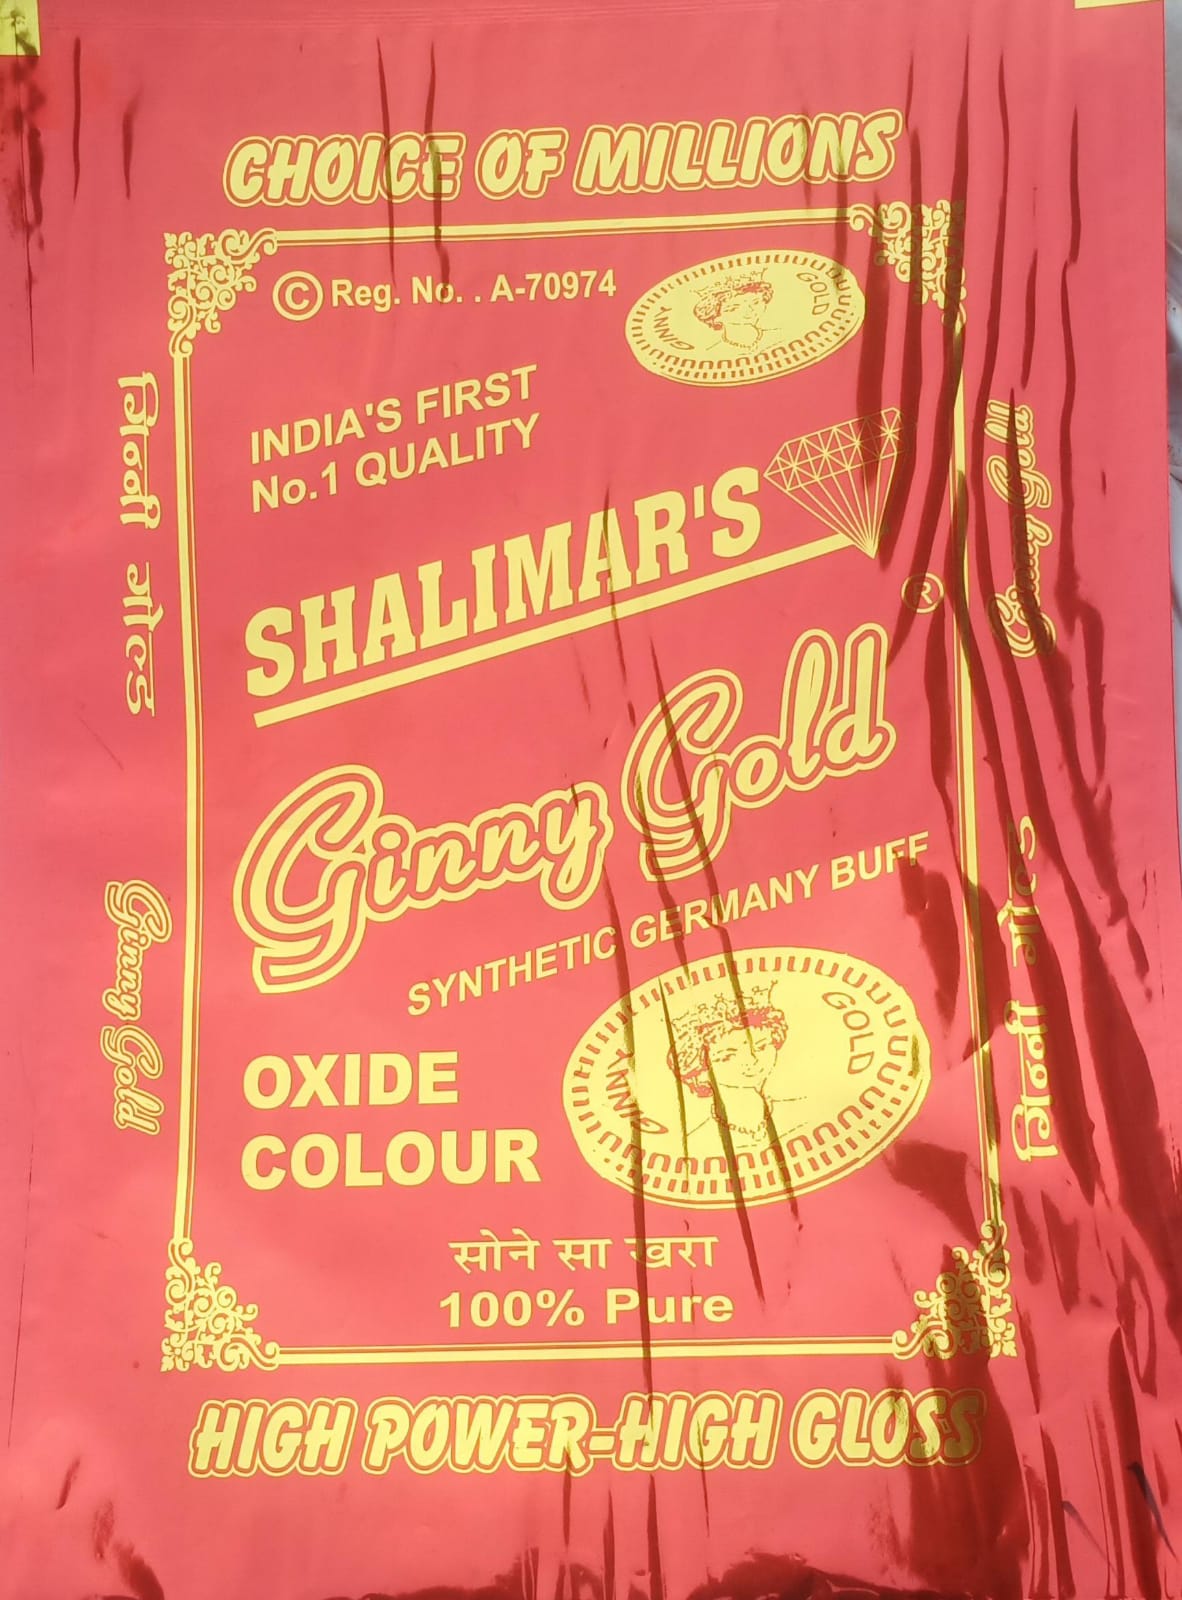 CHOICE OF MILLIONS
© Reg. No. . A-70974
GINNY GOLD
INDIA'S FIRST
No.1 QUALITY
SHALIMAR'S
®
Ginny Gold
SYNTHETIC GERMANY BUFF
OXIDE
COLOUR
GINNY GOLD
सोने सा खरा
100% Pure
HIGH POWER-HIGH GLOSS
गिन्नी गोल्ड
Ginny Gold
Ginny Gold
गिन्नी गोल्ड